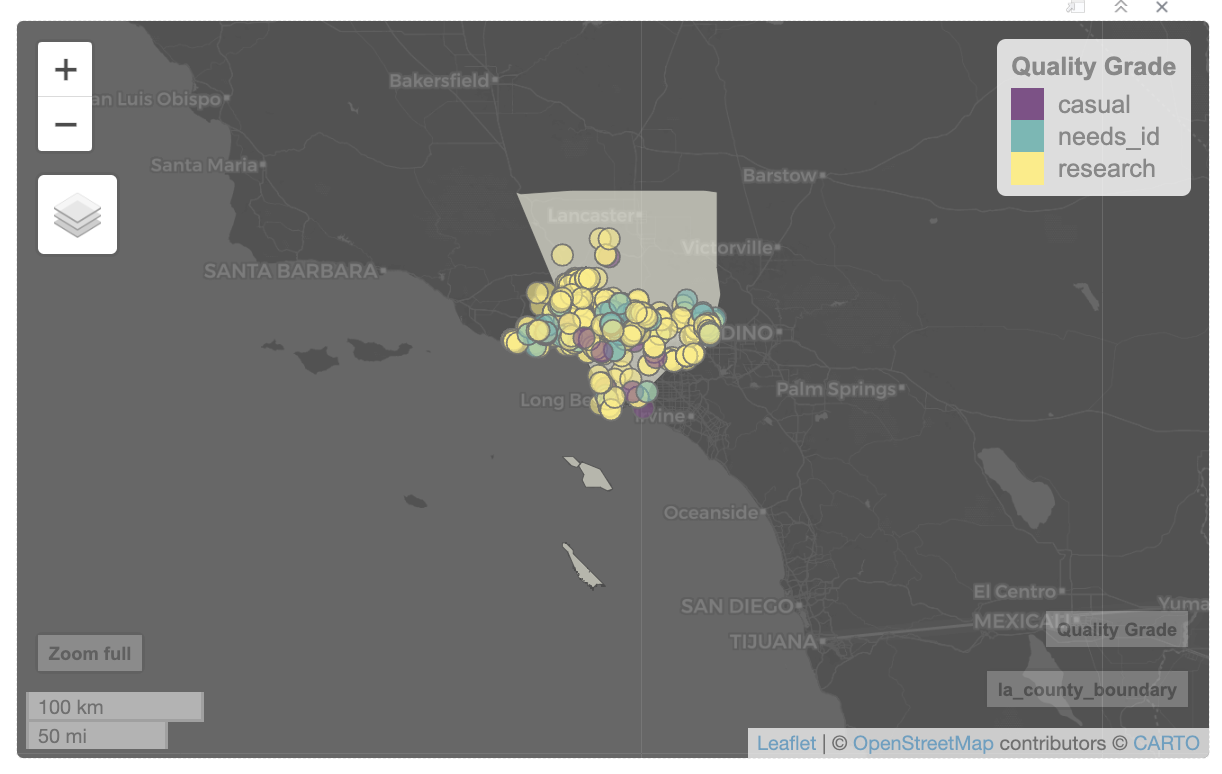 +
−
Quality Grade
casual
needs_id
research
Bakersfield
an Luis Obispo
Santa Maria
Barstow
Lancaster
Victorville
SANTA BARBARA
DINO
Palm Springs
Long Be
Irvine
Oceanside
El Centro
SAN DIEGO
Yuma
MEXICAL
Quality Grade
TIJUANA
Zoom full
la_county_boundary
100 km
50 mi
Leaflet | © OpenStreetMap contributors © CARTO